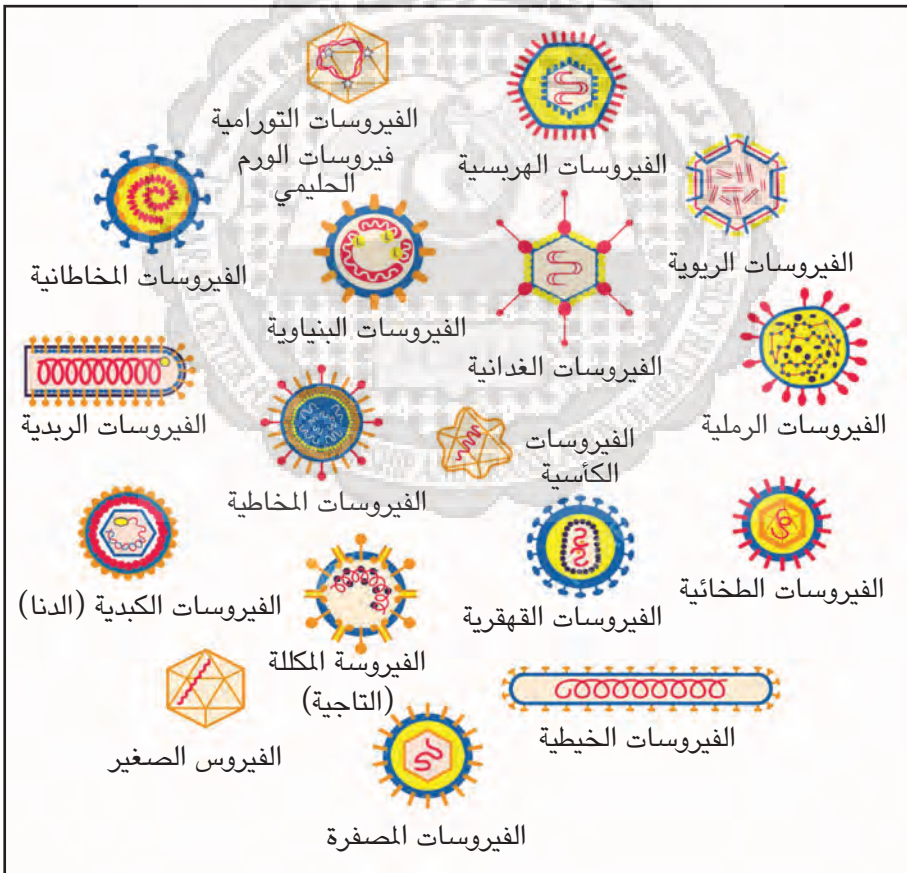 الفيروسات التورامية
فيروسات الورم
الحليمي
الفيروسات الهربسية
الفيروسات الريوية
الفيروسات المخاطانية
الفيروسات البنياوية
الفيروسات الغدانية
الفيروسات الرملية
الفيروسات الربدية
الفيروسات المخاطية
الفيروسات
الكأسية
الفيروسات الطخائية
الفيروسات القهقرية
الفيروسات الكبدية (الدنا)
الفيروسة المكللة
(التاجية)
الفيروسات الخيطية
الفيروس الصغير
الفيروسات المصفرة